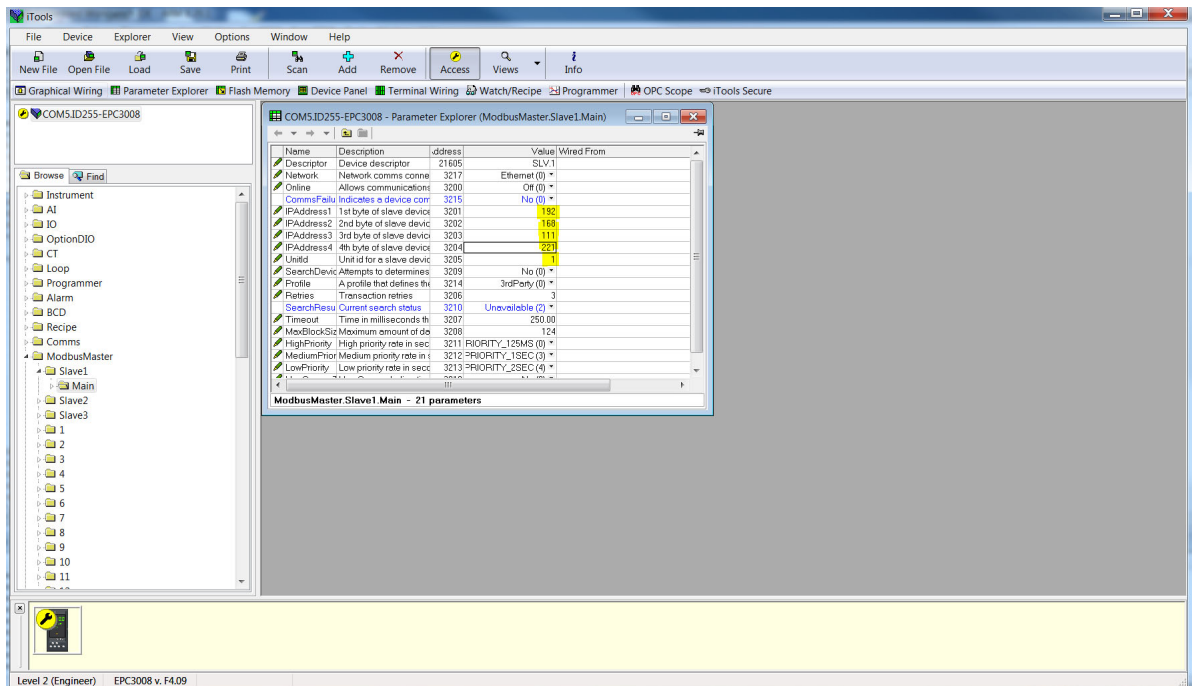 iTools
File Device Explorer View Options Window Help
New File Open File Load Save Print Scan Add Remove Access Views Info
Graphical Wiring Parameter Explorer Flash Memory Device Panel Terminal Wiring Watch/Recipe Programmer OPC Scope iTools Secure
COM5.ID255-EPC3008
Browse Find
Instrument
AI
IO
OptionDIO
CT
Loop
Programmer
Alarm
BCD
Recipe
Comms
ModbusMaster
Slave1
Main
Slave2
Slave3
1
2
3
4
5
6
7
8
9
10
11
COM5.ID255-EPC3008 - Parameter Explorer (ModbusMaster.Slave1.Main)
Name Description ddress Value Wired From
Descriptor Device descriptor 21605 SLV.1
Network Network comms conne 3217 Ethernet (0)
Online Allows communications 3200 Off (0)
CommsFailu Indicates a device com 3215 No (0)
IPAddress1 1st byte of slave device 3201 192
IPAddress2 2nd byte of slave devic 3202 168
IPAddress3 3rd byte of slave devic 3203 111
IPAddress4 4th byte of slave device 3204 221
UnitId Unit id for a slave devic 3205 1
SearchDevic Attempts to determines 3209 No (0)
Profile A profile that defines the 3214 3rdParty (0)
Retries Transaction retries 3206 3
SearchResu Current search status 3210 Unavailable (2)
Timeout Time in milliseconds th 3207 250.00
MaxBlockSiz Maximum amount of da 3208 124
HighPriority High priority rate in sec 3211 RIORITY_125MS (0)
MediumPrior Medium priority rate in s 3212 PRIORITY_1SEC (3)
LowPriority Low priority rate in secc 3213 PRIORITY_2SEC (4)
ModbusMaster.Slave1.Main - 21 parameters
Level 2 (Engineer) EPC3008 v. F4.09